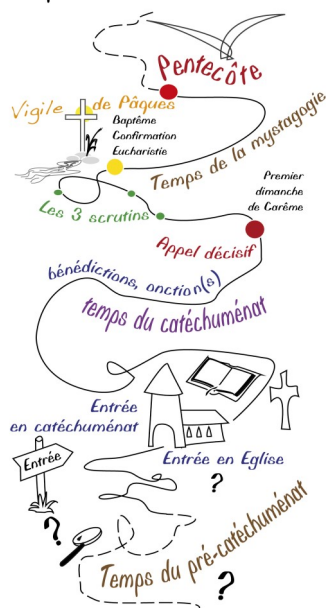 Pentecôte
Vigile de Pâques
Baptême
Confirmation
Eucharistie
Temps de la mystagogie
Premier
dimanche
de Carême
Les 3 scrutins
Appel décisif
bénédictions, onction(s)
temps du catéchuménat
Entrée
en catéchuménat
Entrée
Entrée en Eglise
?
?
Temps du pré-catéchuménat
?